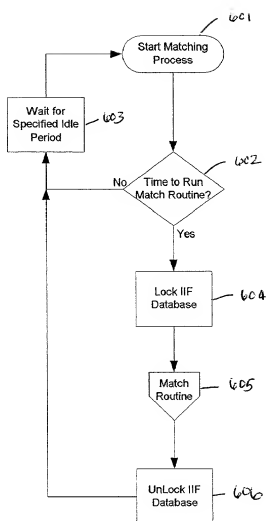 601
Start Matching
Process
Wait for
Specified Idle
Period
603
602
No
Time to Run
Match Routine?
Yes
Lock IIF
Database
604
Match
Routine
605
UnLock IIF
Database
606